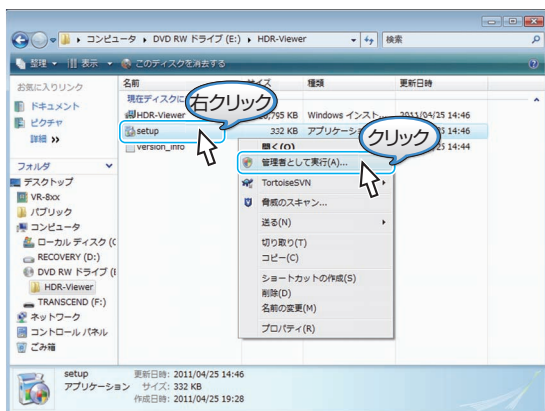 コンピュータ ▸ DVD RW ドライブ (E:) ▸ HDR-Viewer
検索
整理 表示 このディスクを消去する
お気に入りリンク
ドキュメント
ピクチャ
詳細 »
フォルダ
デスクトップ
VR-8xx
パブリック
コンピュータ
ローカル ディスク (C
RECOVERY (D:)
DVD RW ドライブ (E
HDR-Viewer
TRANSCEND (F:)
ネットワーク
コントロール パネル
ごみ箱
名前 種類 更新日時
現在ディスクに
右クリック
HDR-Viewer 795 KB Windows インスト... 2011/04/25 14:46
setup 332 KB アプリケーシ 25 14:46
クリック
version_info 25 14:44
開く(O)
管理者として実行(A)...
TortoiseSVN
脅威のスキャン...
送る(N)
切り取り(T)
コピー(C)
ショートカットの作成(S)
削除(D)
名前の変更(M)
プロパティ(R)
setup 更新日時: 2011/04/25 14:46
アプリケーション サイズ: 332 KB
作成日時: 2011/04/25 19:28